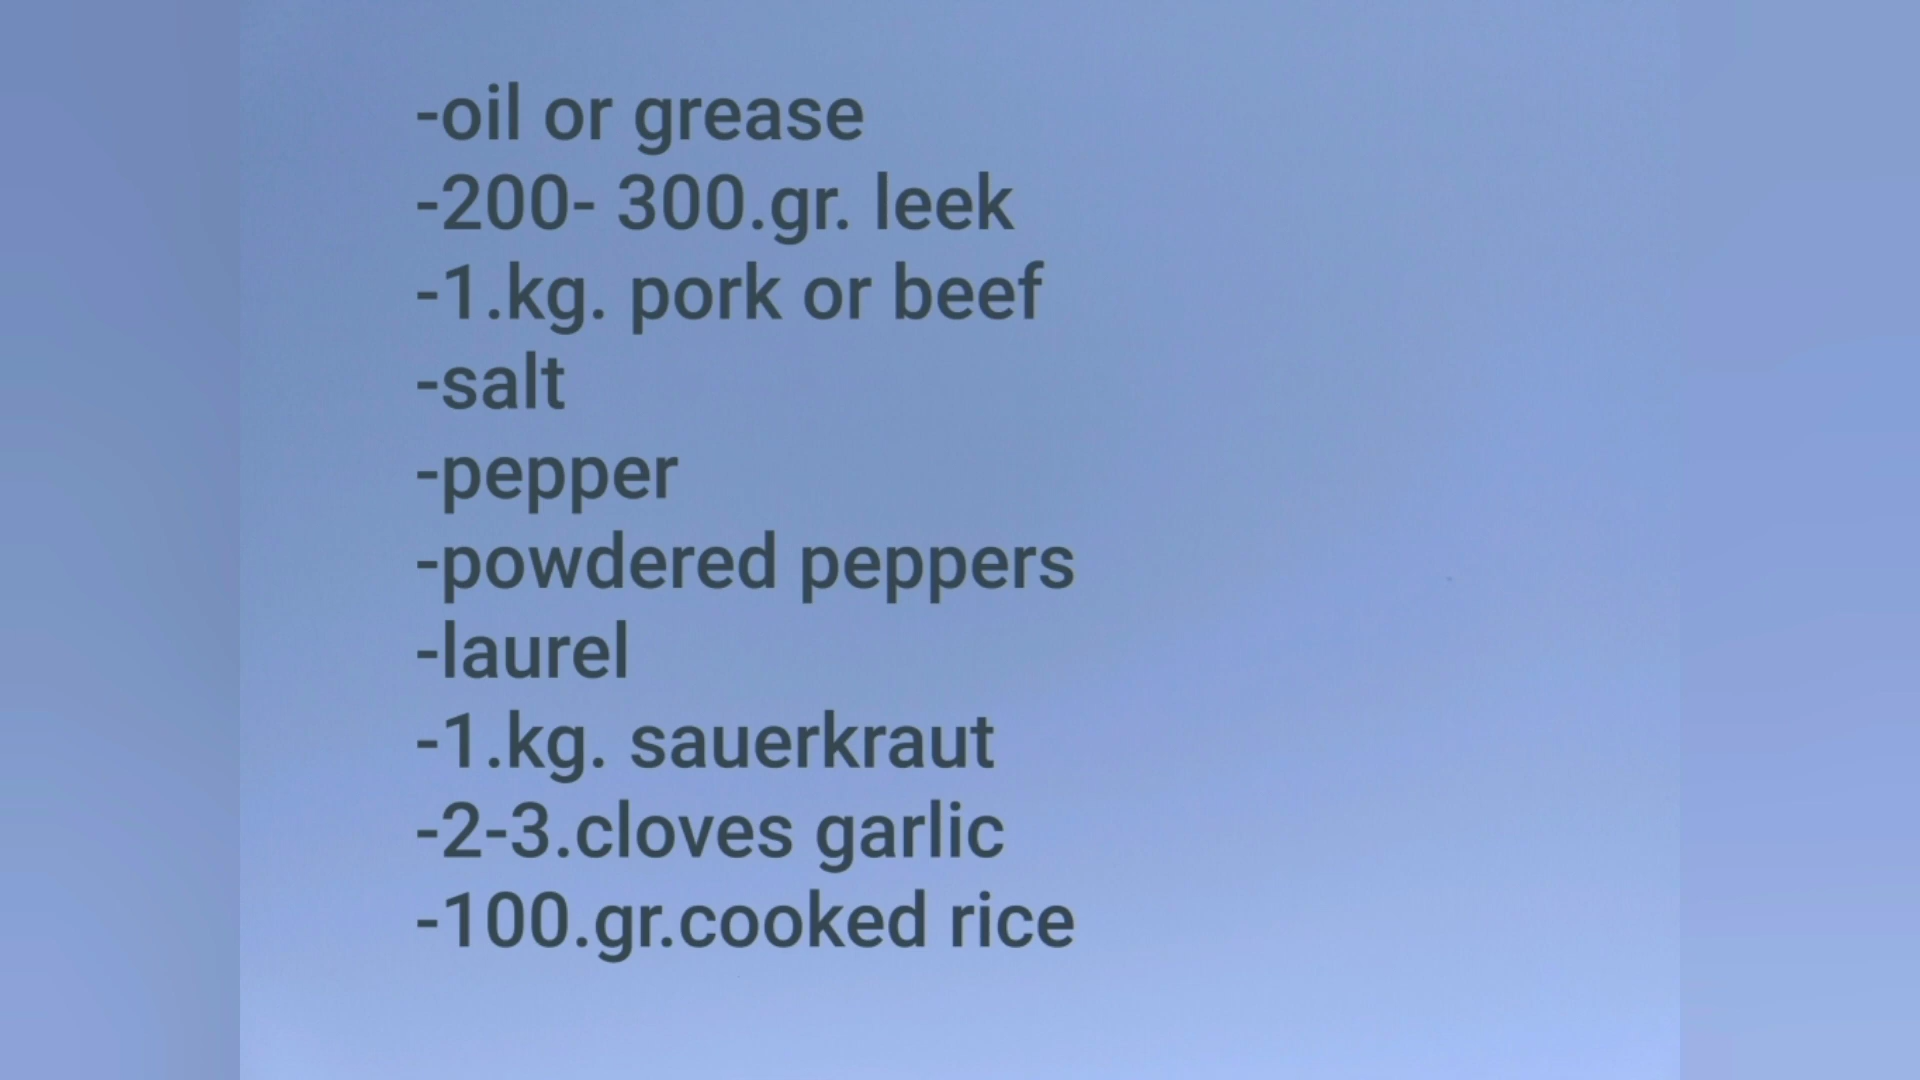 -oil or grease
-200- 300.gr. leek
-1.kg. pork or beef
-salt
-pepper
-powdered peppers
-laurel
-1.kg. sauerkraut
-2-3.cloves garlic
-100.gr.cooked rice